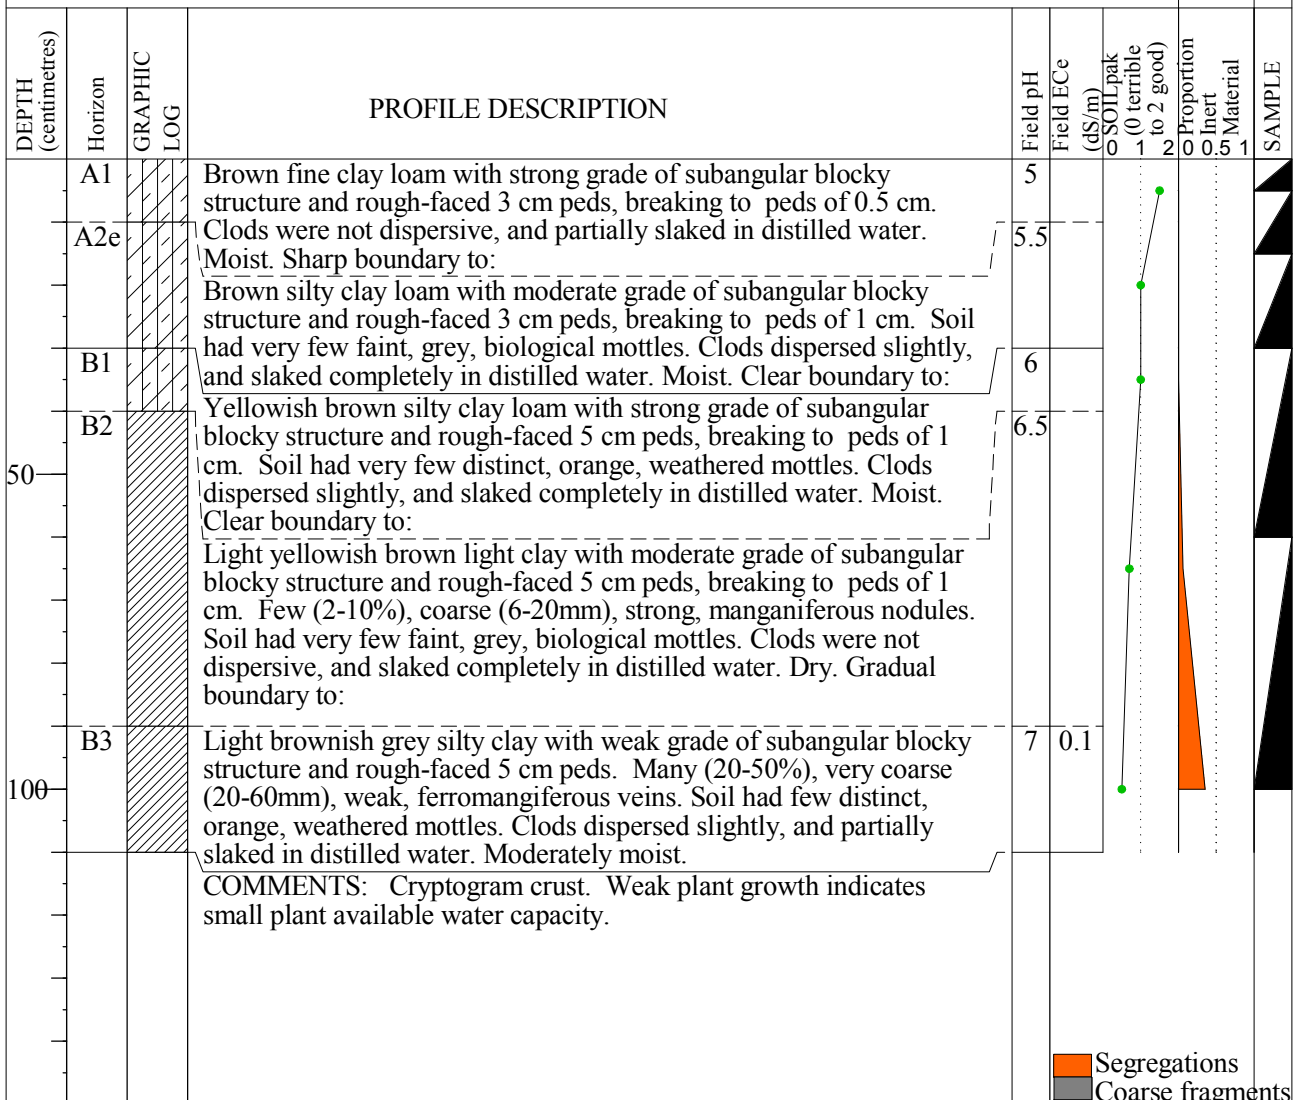 DEPTH
(centimetres)
Horizon
GRAPHIC
LOG
PROFILE DESCRIPTION
Field pH
Field ECe
(dS/m)
SOILpak
(0 terrible
to 2 good)
Proportion
Inert
Material
SAMPLE
0 1 2 0 0.5 1
A1
Brown fine clay loam with strong grade of subangular blocky
structure and rough-faced 3 cm peds, breaking to peds of 0.5 cm.
Clods were not dispersive, and partially slaked in distilled water.
Moist. Sharp boundary to:
5
A2e
Brown silty clay loam with moderate grade of subangular blocky
structure and rough-faced 3 cm peds, breaking to peds of 1 cm. Soil
had very few faint, grey, biological mottles. Clods dispersed slightly,
and slaked completely in distilled water. Moist. Clear boundary to:
5.5
B1
Yellowish brown silty clay loam with strong grade of subangular
blocky structure and rough-faced 5 cm peds, breaking to peds of 1
cm. Soil had very few distinct, orange, weathered mottles. Clods
dispersed slightly, and slaked completely in distilled water. Moist.
Clear boundary to:
6
B2
Light yellowish brown light clay with moderate grade of subangular
blocky structure and rough-faced 5 cm peds, breaking to peds of 1
cm. Few (2-10%), coarse (6-20mm), strong, manganiferous nodules.
Soil had very few faint, grey, biological mottles. Clods were not
dispersive, and slaked completely in distilled water. Dry. Gradual
boundary to:
6.5
50
B3
Light brownish grey silty clay with weak grade of subangular blocky
structure and rough-faced 5 cm peds. Many (20-50%), very coarse
(20-60mm), weak, ferromangiferous veins. Soil had few distinct,
orange, weathered mottles. Clods dispersed slightly, and partially
slaked in distilled water. Moderately moist.
7 0.1
100
COMMENTS: Cryptogram crust. Weak plant growth indicates
small plant available water capacity.
Segregations
Coarse fragments